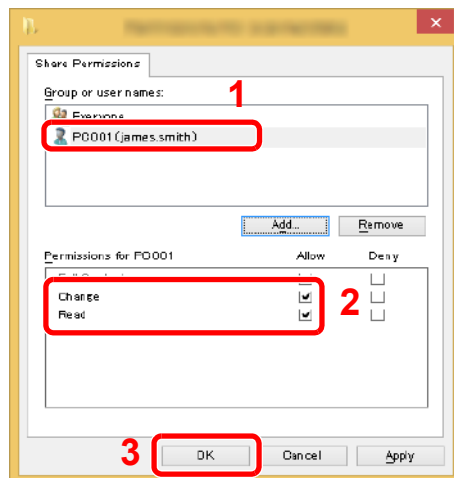 Share Permissions
Group or user names:
1
Everyone
PC001(james.smith)
Add...
Remove
Permissions for PC001
Allow
Deny
Change
Read
2
3
OK
Cancel
Apply